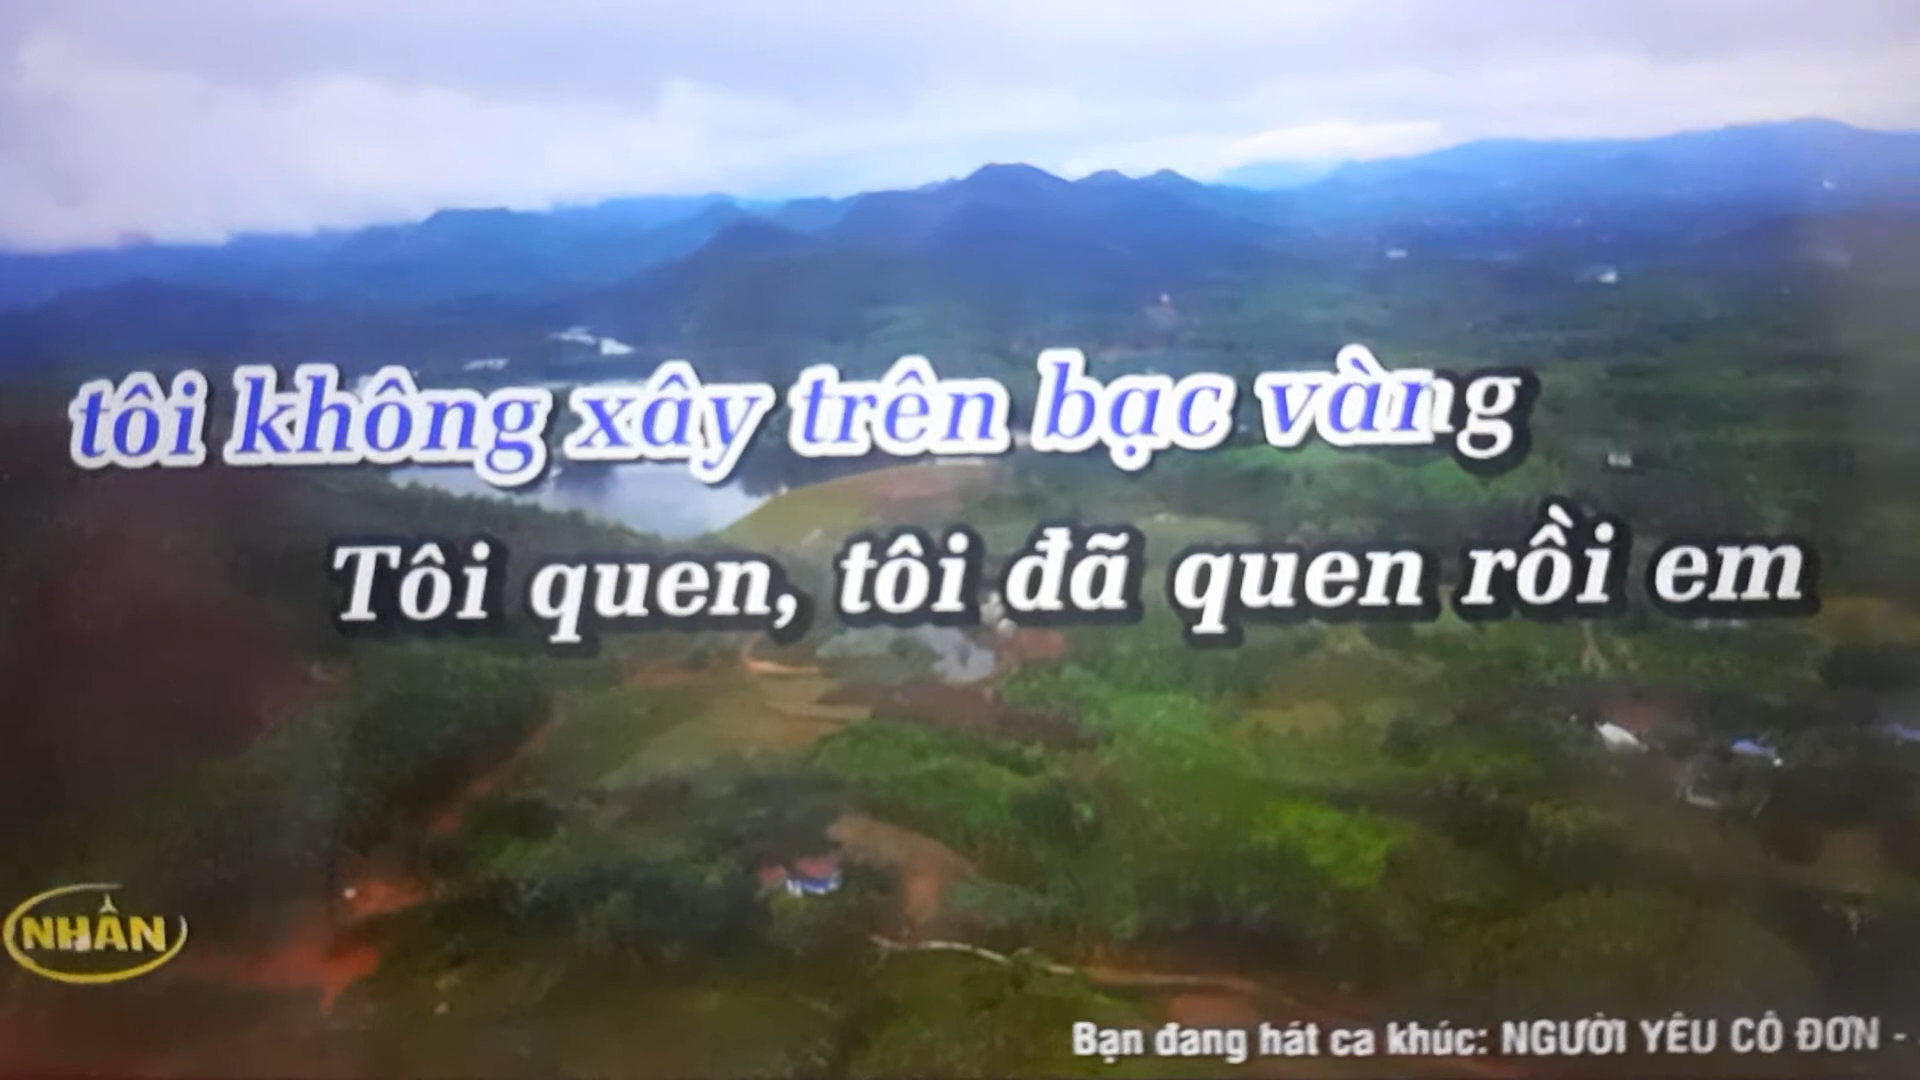 tôi không xây trên bạc vàng
Tôi quen, tôi đã quen rồi em
NHÂN
Bạn đang hát ca khúc: NGƯỜI YÊU CÔ ĐƠN -